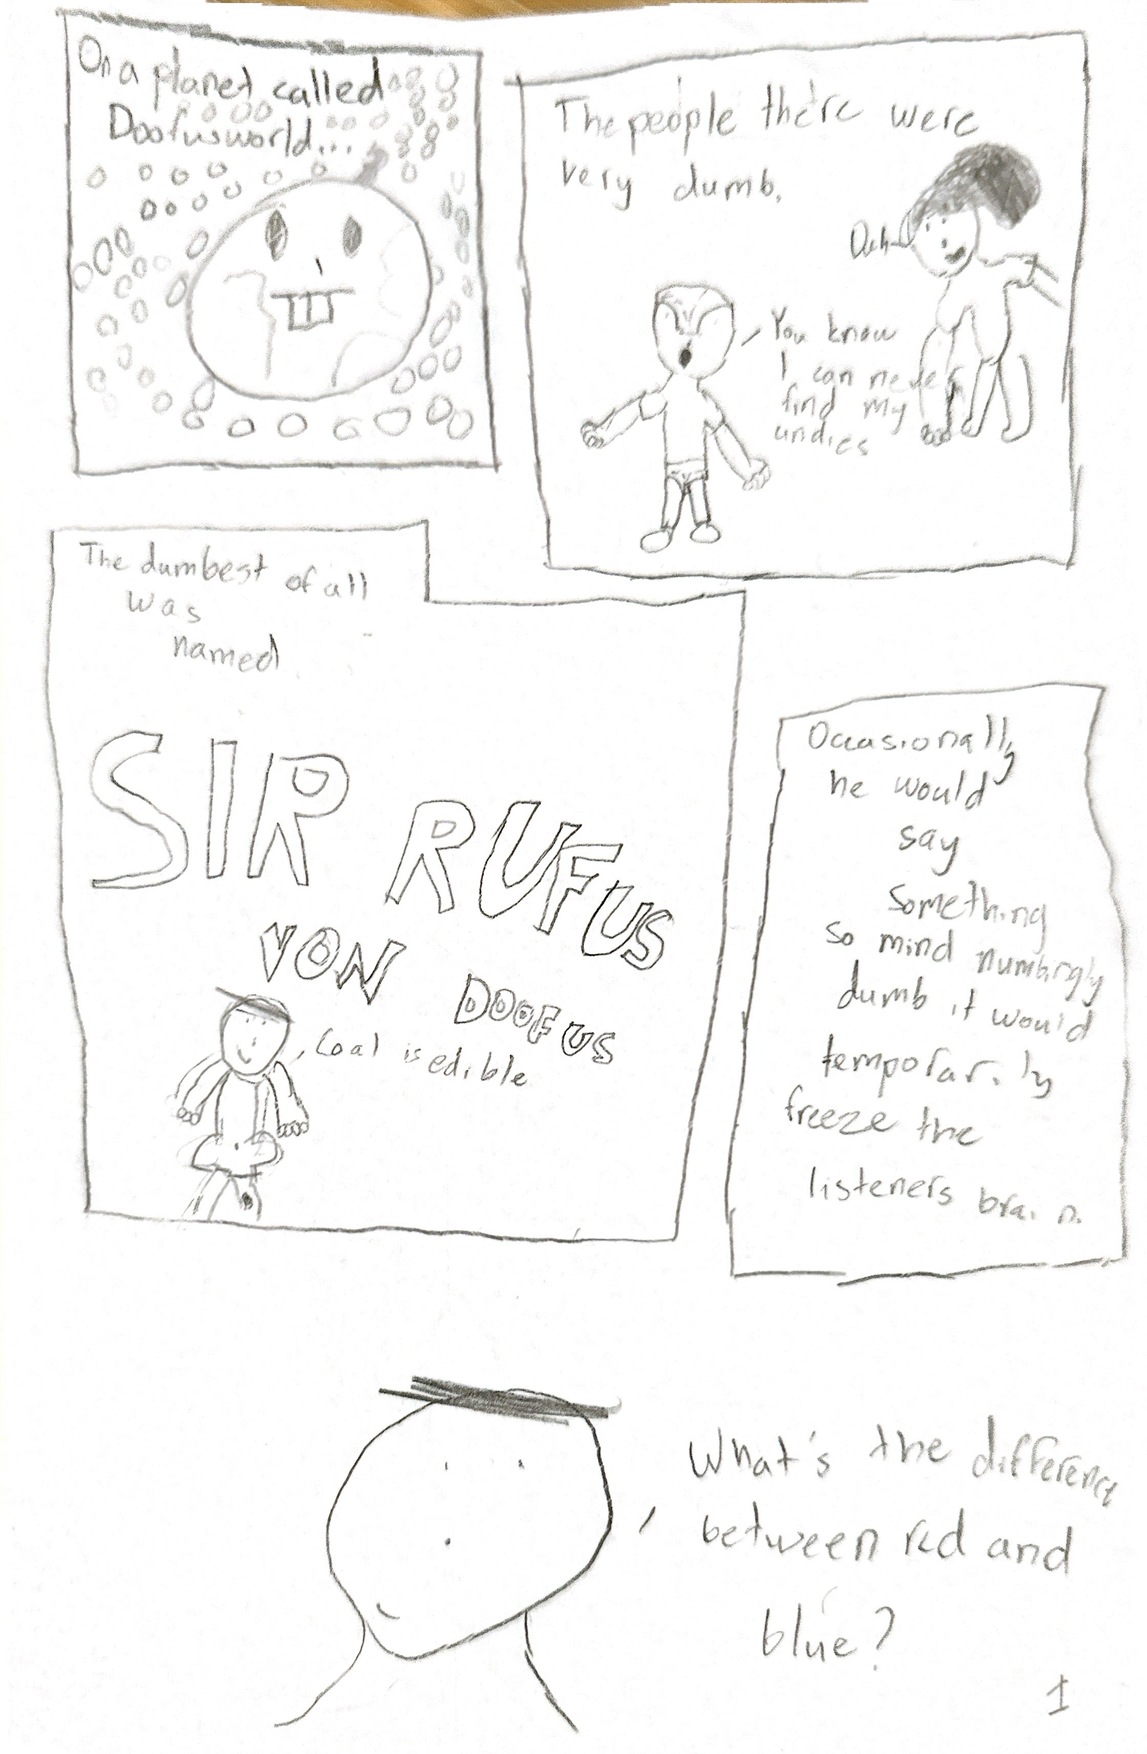 On a planet called
Doofusworld...
The people there were
very dumb.
Duh
You know
I can never
find my
undies
The dumbest of all
was
named
SIR RUFUS
VON DOOFUS
Coal is edible
Occasionally
he would
say
something
so mind numbingly
dumb it would
temporarily
freeze the
listeners brain.
What's the difference
between red and
blue?
1